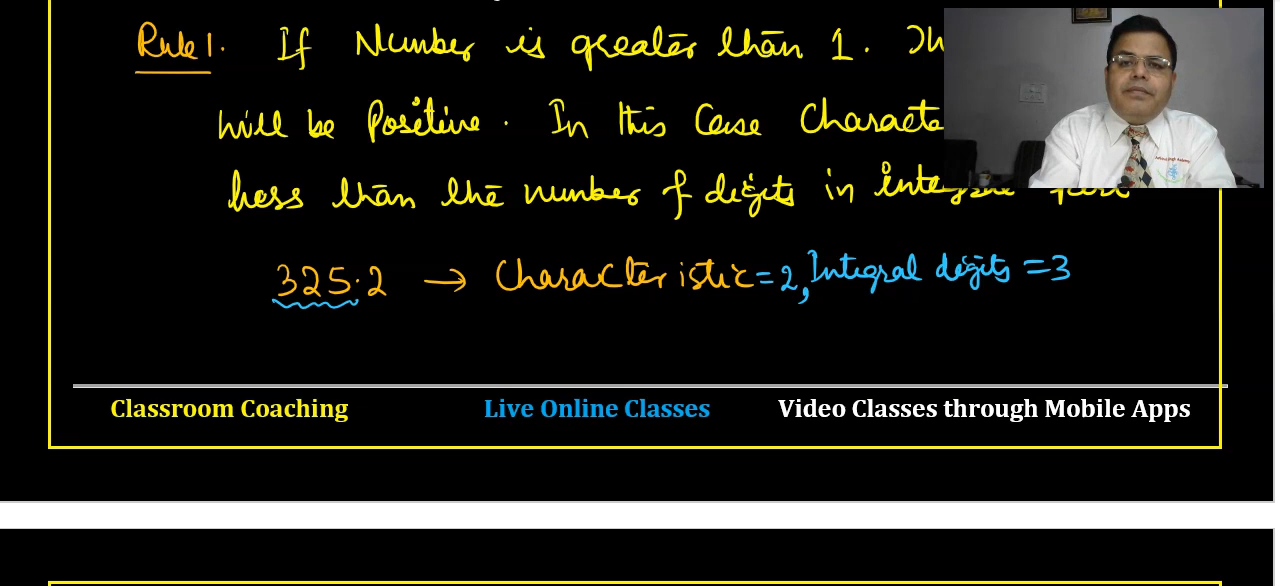 Rule 1. If Number is greater than 1.
will be Positive. In this Case
Less than the number of digits in
325.2 → Characteristic = 2, Integral digits = 3
Classroom Coaching Live Online Classes Video Classes through Mobile Apps